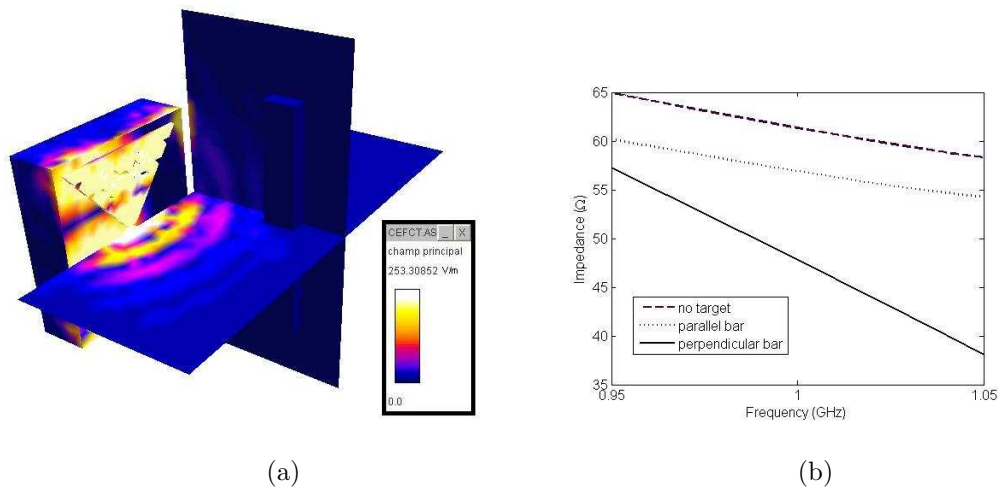 CEFCT.AS _ X
champ principal
253.30852 V/m
0.0
(a)
65
60
55
50
45
40
35
Impedance (Ω)
no target
parallel bar
perpendicular bar
0.95
1
1.05
Frequency (GHz)
(b)